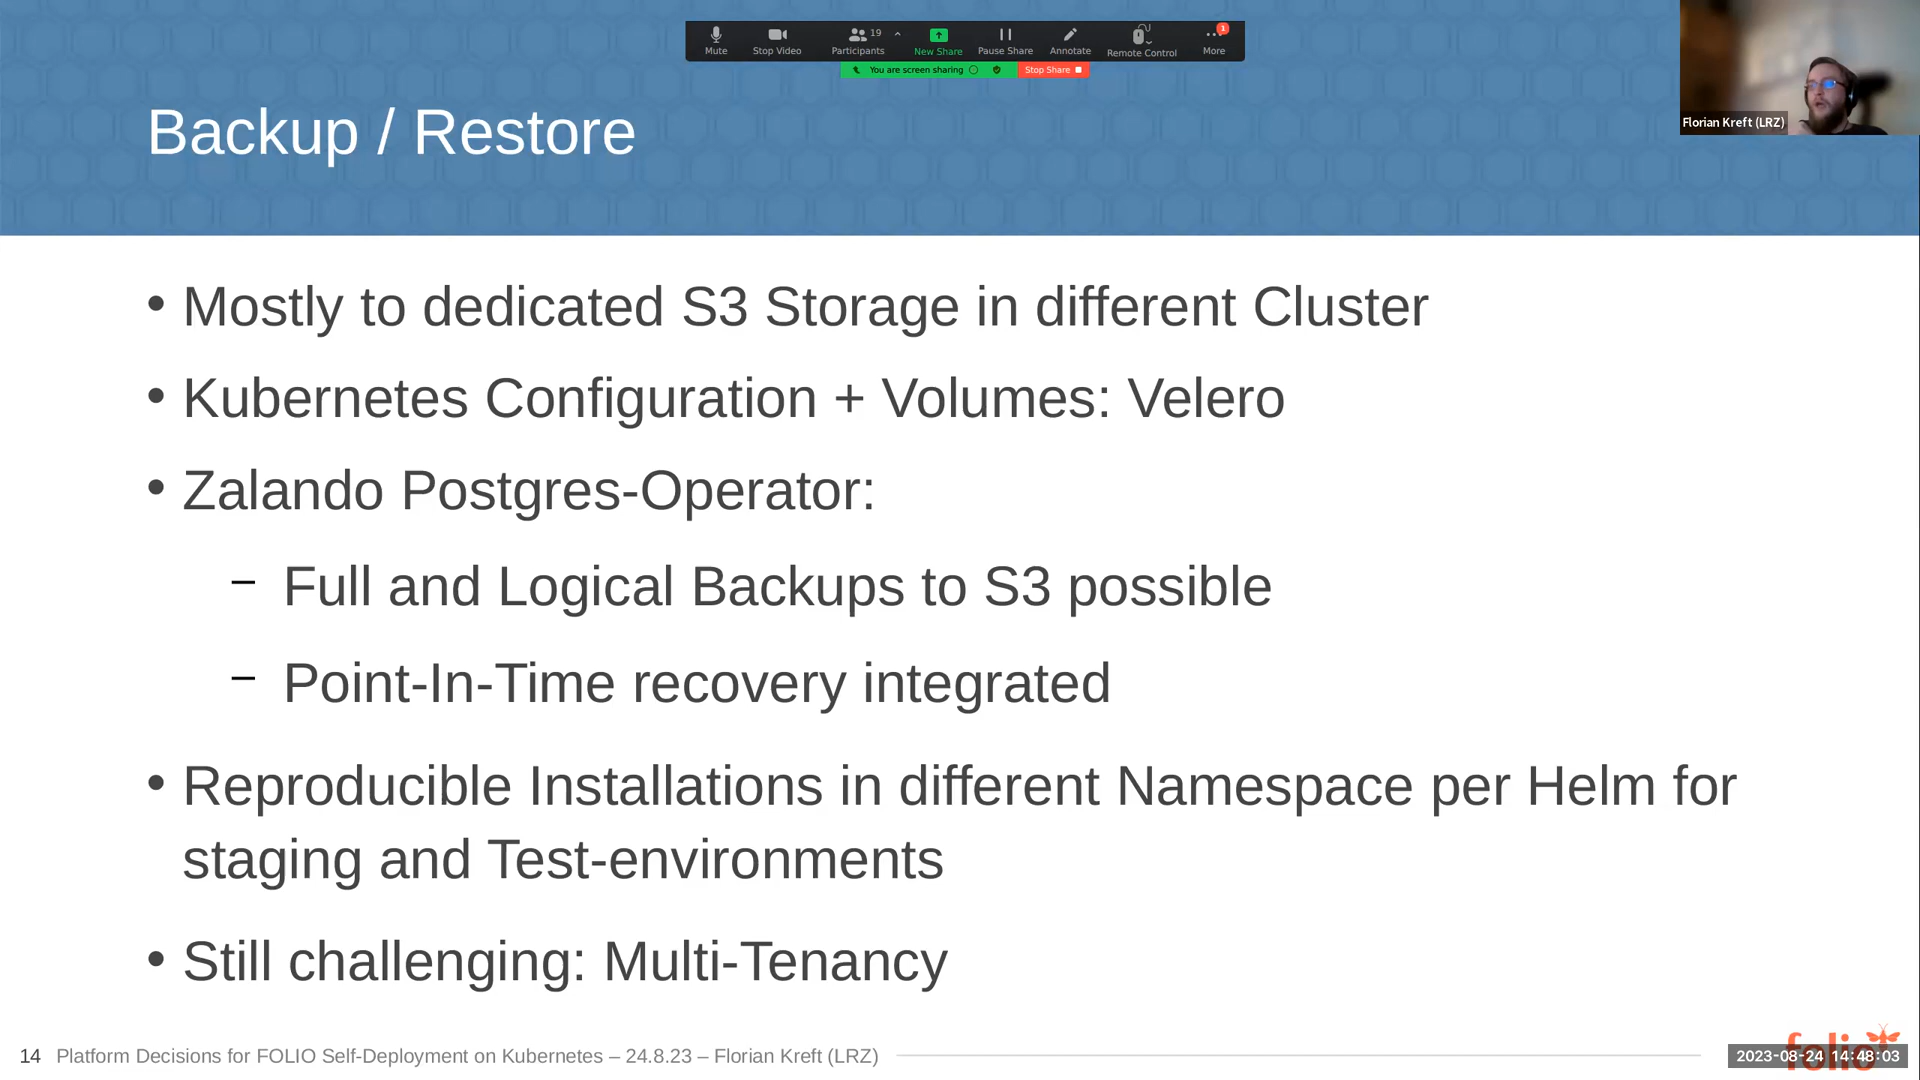 Mute
Stop Video
Participants
19
New Share
Pause Share
Annotate
Remote Control
More
1
You are screen sharing
Stop Share
Florian Kreft (LRZ)
Backup / Restore
• Mostly to dedicated S3 Storage in different Cluster
• Kubernetes Configuration + Volumes: Velero
• Zalando Postgres-Operator:
– Full and Logical Backups to S3 possible
– Point-In-Time recovery integrated
• Reproducible Installations in different Namespace per Helm for
staging and Test-environments
• Still challenging: Multi-Tenancy
14 Platform Decisions for FOLIO Self-Deployment on Kubernetes – 24.8.23 – Florian Kreft (LRZ)
folio
2023-08-24 14:48:03